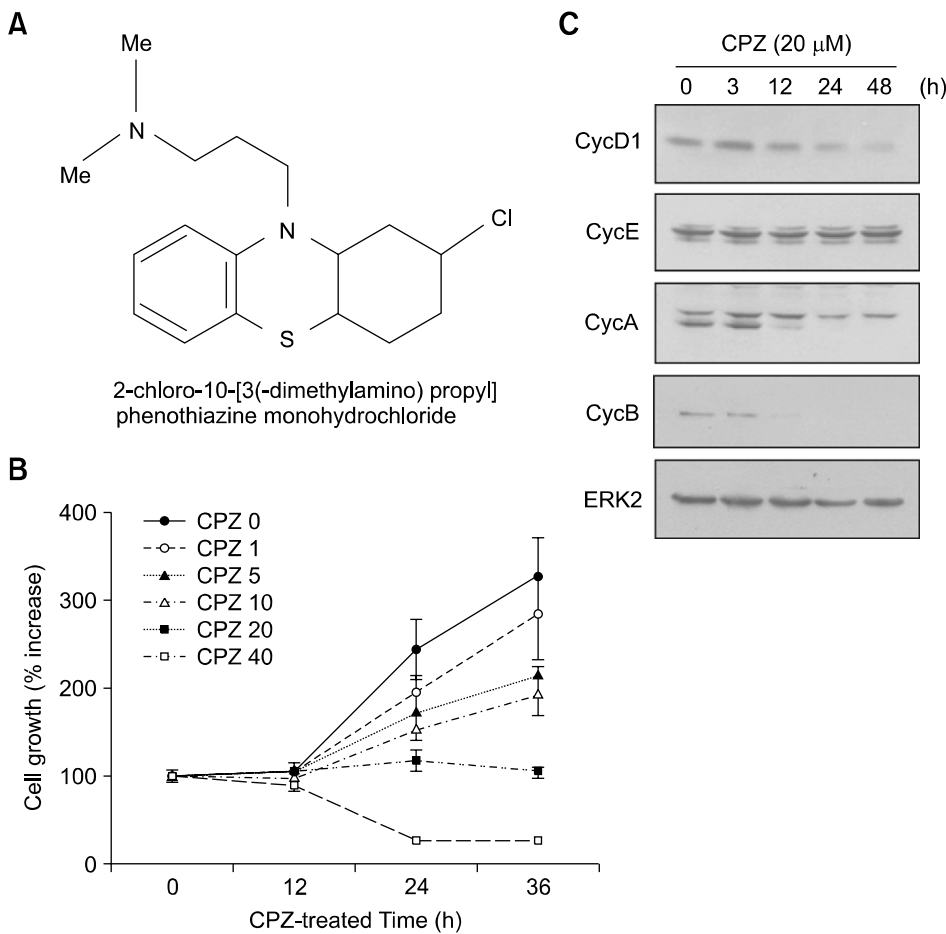 A
Me
N
Me
N
Cl
S
2-chloro-10-[3(-dimethylamino) propyl]
phenothiazine monohydrochloride
B
400
300
200
100
0
Cell growth (% increase)
CPZ 0
CPZ 1
CPZ 5
CPZ 10
CPZ 20
CPZ 40
0 12 24 36
CPZ-treated Time (h)
C
CPZ (20 μM)
0 3 12 24 48 (h)
CycD1
CycE
CycA
CycB
ERK2